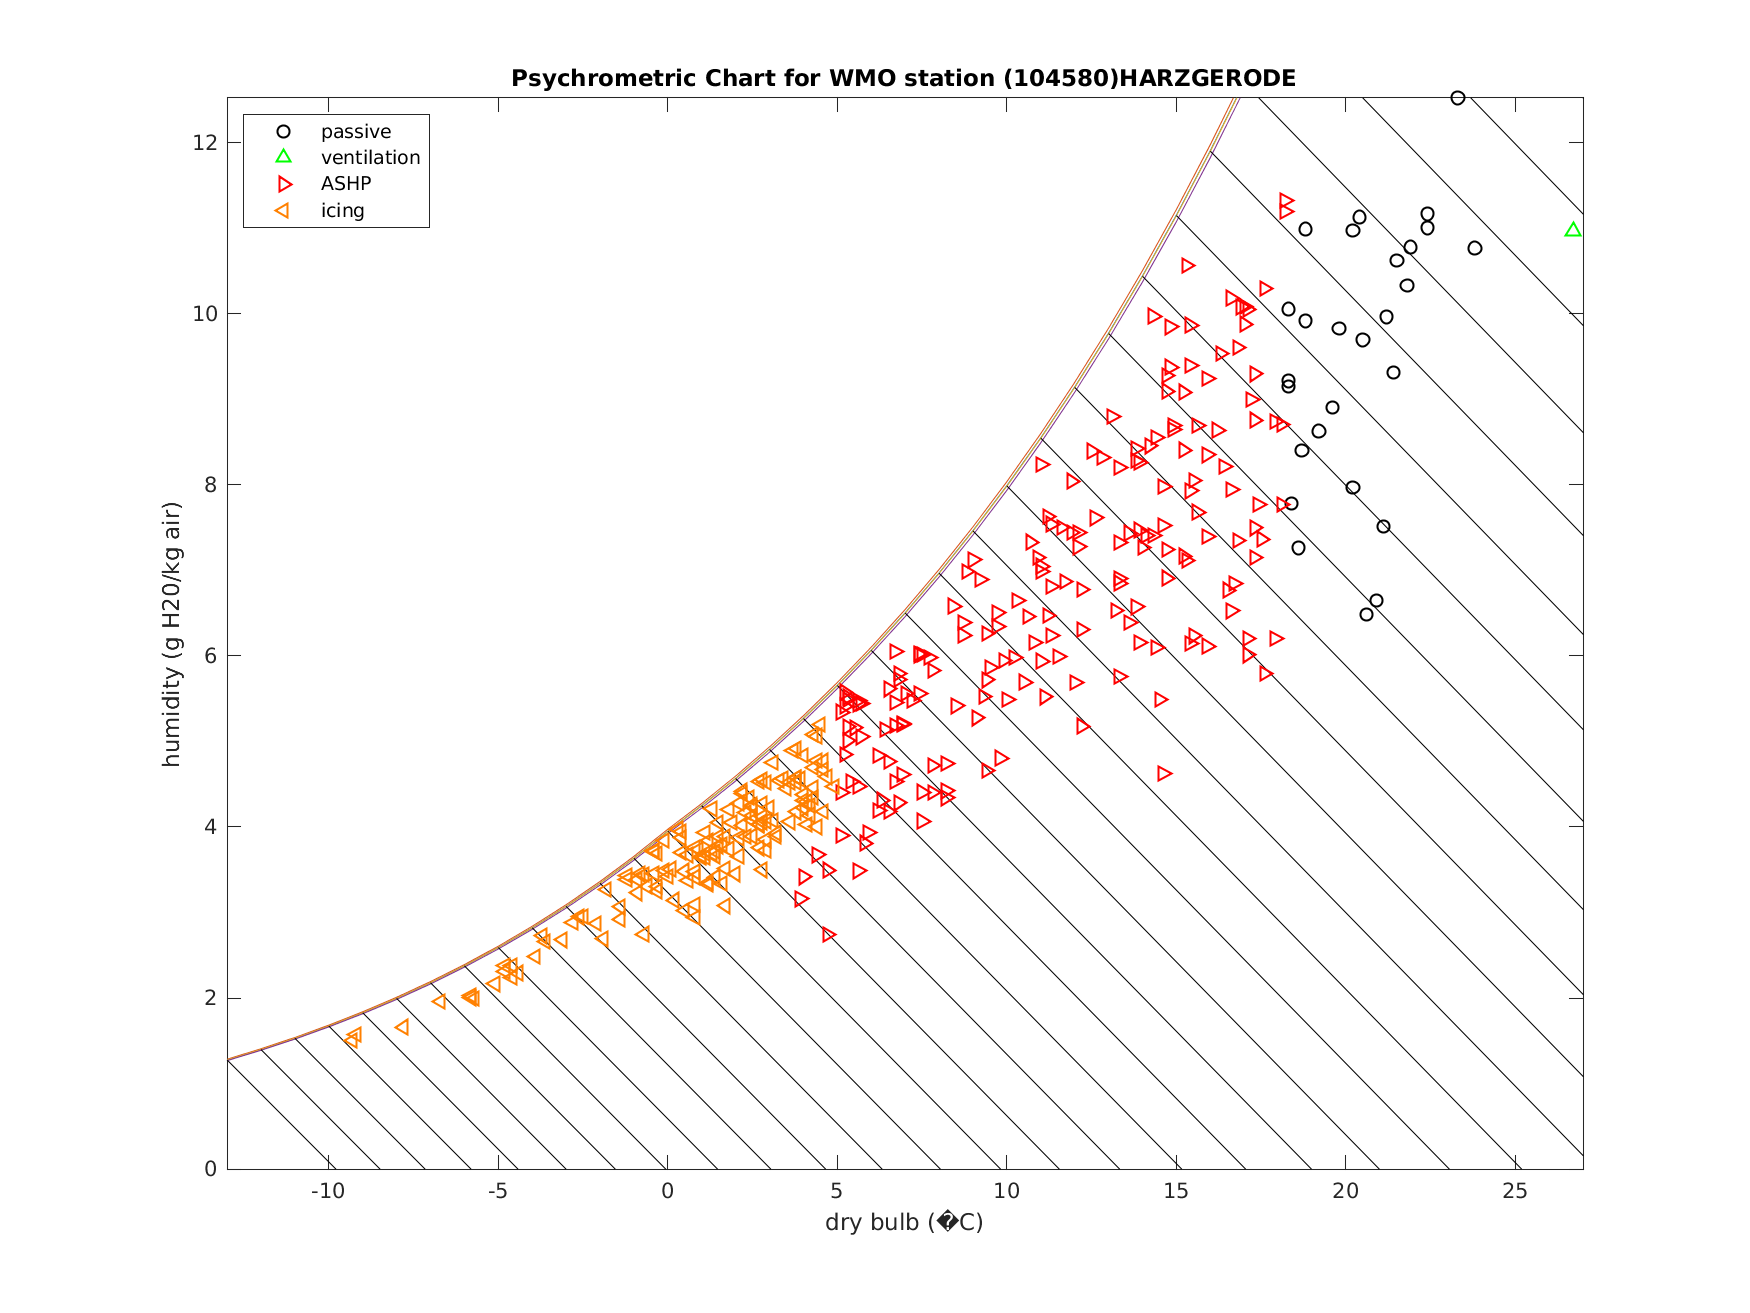 Psychrometric Chart for WMO station (104580)HARZGERODE
passive
ventilation
ASHP
icing
12
10
8
6
4
2
0
humidity (g H20/kg air)
-10
-5
0
5
10
15
20
25
dry bulb (�C)